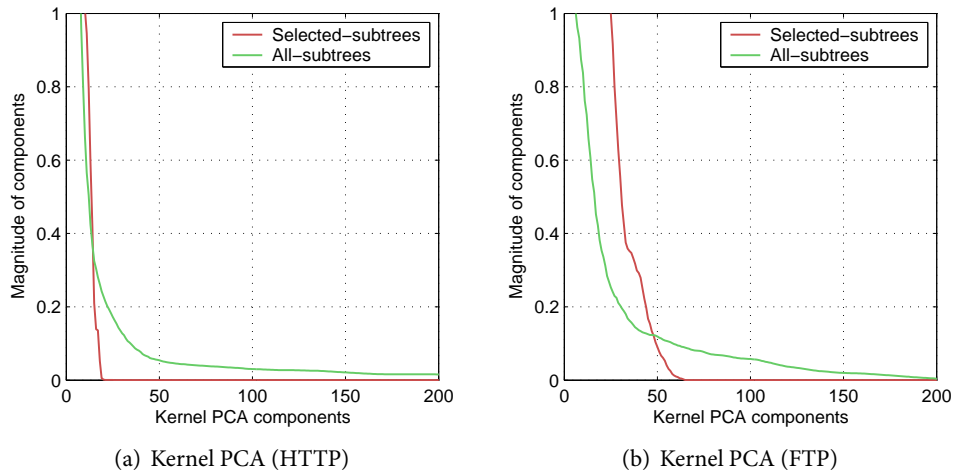 Selected-subtrees
All-subtrees
Magnitude of components
1
0.8
0.6
0.4
0.2
0
0 50 100 150 200
Kernel PCA components
(a) Kernel PCA (HTTP)
Selected-subtrees
All-subtrees
Magnitude of components
1
0.8
0.6
0.4
0.2
0
0 50 100 150 200
Kernel PCA components
(b) Kernel PCA (FTP)